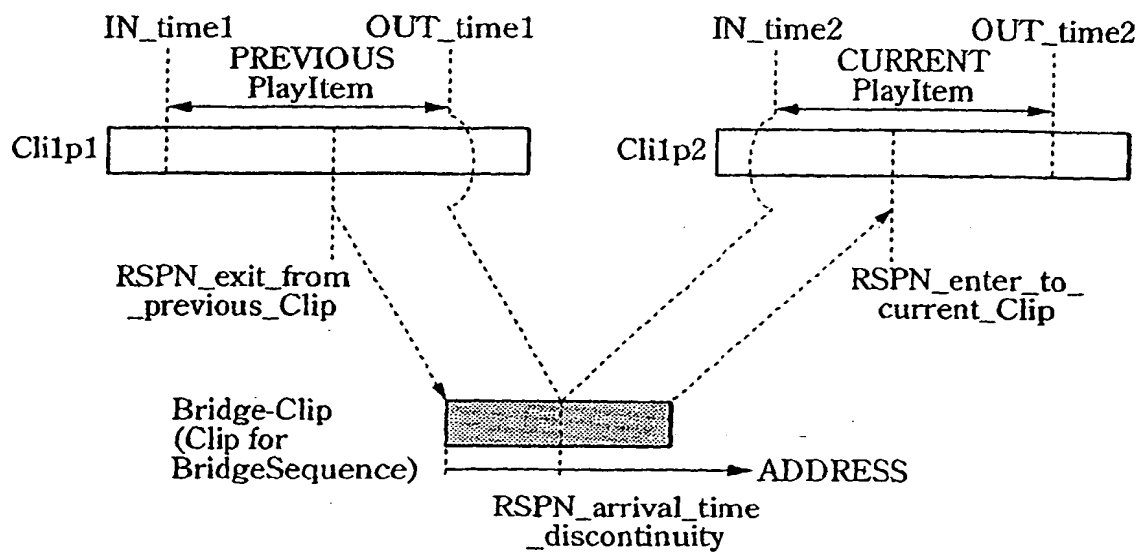 IN_time1
OUT_time1
IN_time2
OUT_time2
PREVIOUS
PlayItem
CURRENT
PlayItem
Cli1p1
Cli1p2
RSPN_exit_from
_previous_Clip
RSPN_enter_to_
current_Clip
Bridge-Clip
(Clip for
BridgeSequence)
ADDRESS
RSPN_arrival_time
_discontinuity